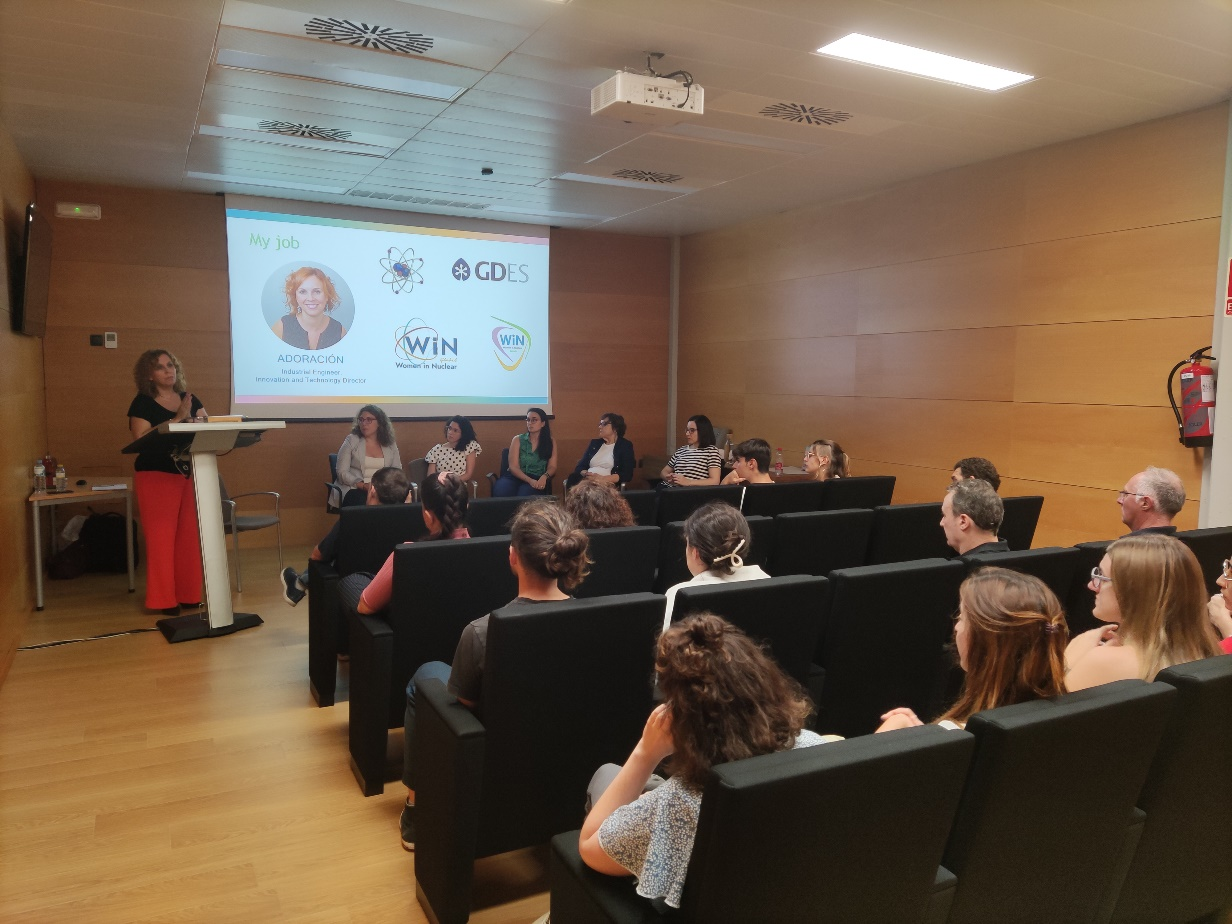 My job
GDES
ADORACIÓN
Industrial Engineer
Innovation and Technology Director
WiN
Women in Nuclear
WiN